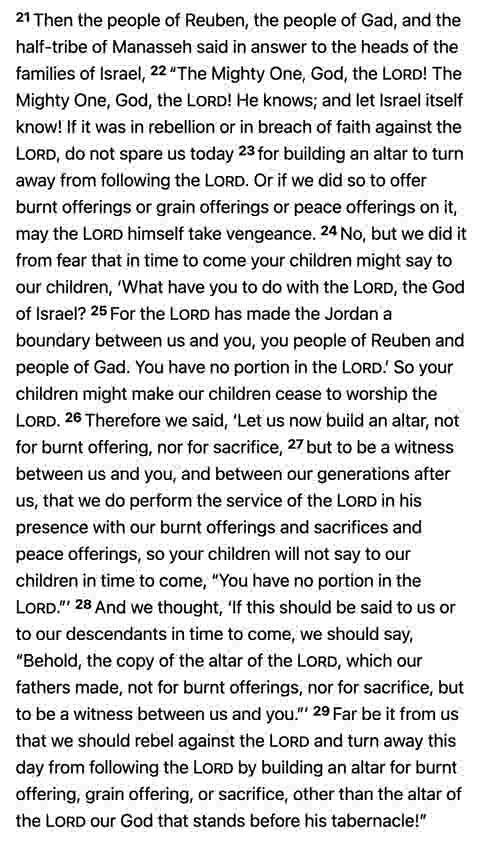 21 Then the people of Reuben, the people of Gad, and the
half-tribe of Manasseh said in answer to the heads of the
families of Israel, 22 “The Mighty One, God, the LORD! The
Mighty One, God, the LORD! He knows; and let Israel itself
know! If it was in rebellion or in breach of faith against the
LORD, do not spare us today 23 for building an altar to turn
away from following the LORD. Or if we did so to offer
burnt offerings or grain offerings or peace offerings on it,
may the LORD himself take vengeance. 24 No, but we did it
from fear that in time to come your children might say to
our children, ‘What have you to do with the LORD, the God
of Israel? 25 For the LORD has made the Jordan a
boundary between us and you, you people of Reuben and
people of Gad. You have no portion in the LORD.’ So your
children might make our children cease to worship the
LORD. 26 Therefore we said, ‘Let us now build an altar, not
for burnt offering, nor for sacrifice, 27 but to be a witness
between us and you, and between our generations after
us, that we do perform the service of the LORD in his
presence with our burnt offerings and sacrifices and
peace offerings, so your children will not say to our
children in time to come, “You have no portion in the
LORD.”’ 28 And we thought, ‘If this should be said to us or
to our descendants in time to come, we should say,
“Behold, the copy of the altar of the LORD, which our
fathers made, not for burnt offerings, nor for sacrifice, but
to be a witness between us and you.”’ 29 Far be it from us
that we should rebel against the LORD and turn away this
day from following the LORD by building an altar for burnt
offering, grain offering, or sacrifice, other than the altar of
the LORD our God that stands before his tabernacle!”